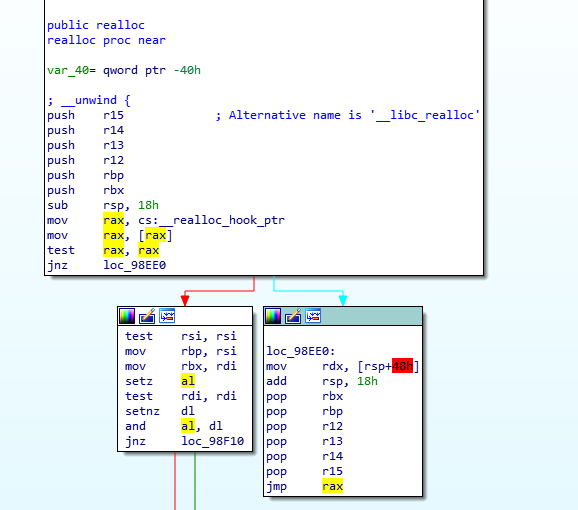 public realloc
realloc proc near
var_40= qword ptr -40h
; __unwind {
push r15 ; Alternative name is '__libc_realloc'
push r14
push r13
push r12
push rbp
push rbx
sub rsp, 18h
mov rax, cs:__realloc_hook_ptr
mov rax, [rax]
test rax, rax
jnz loc_98EE0
test rsi, rsi
mov rbp, rsi
mov rbx, rdi
setz al
test rdi, rdi
setnz dl
and al, dl
jnz loc_98F10
loc_98EE0:
mov rdx, [rsp+48h]
add rsp, 18h
pop rbx
pop rbp
pop r12
pop r13
pop r14
pop r15
jmp rax